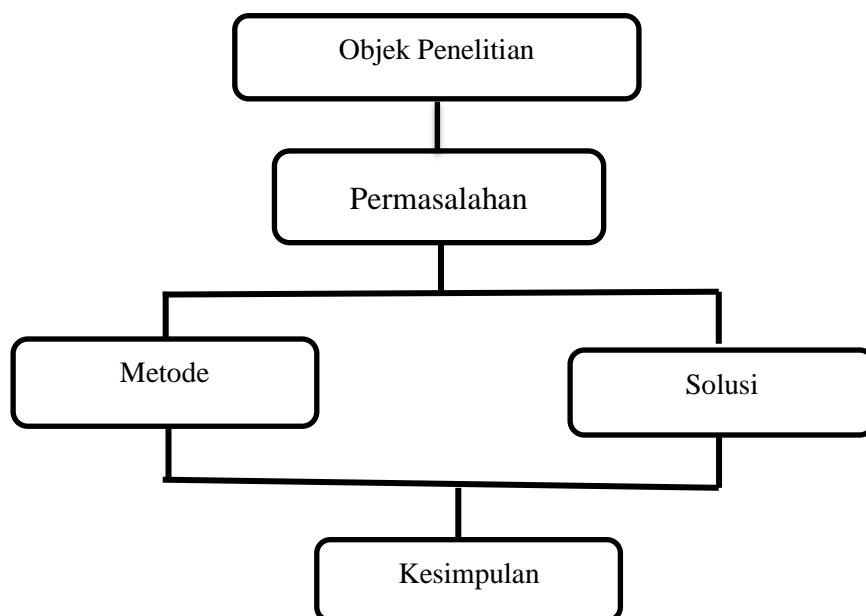 Objek Penelitian
Permasalahan
Metode
Solusi
Kesimpulan